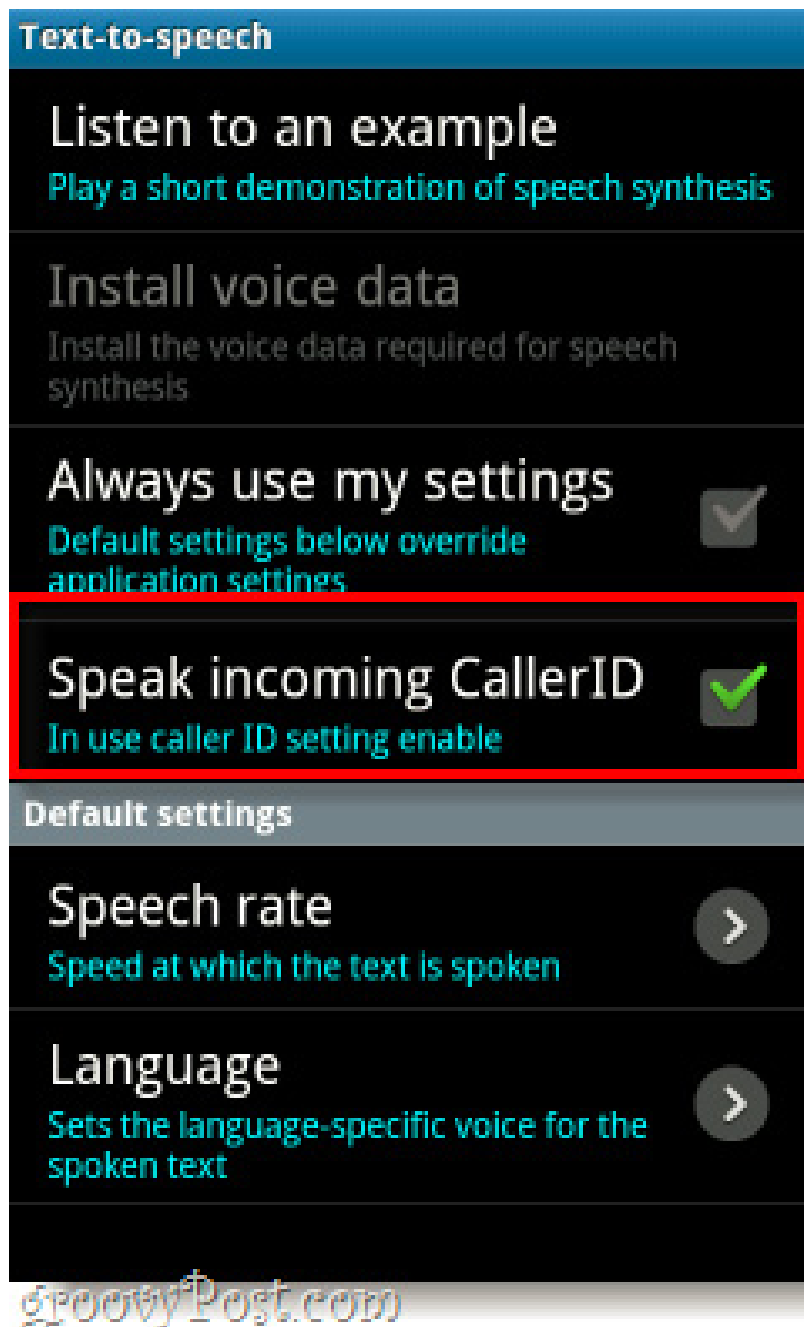 Text-to-speech
Listen to an example
Play a short demonstration of speech synthesis
Install voice data
Install the voice data required for speech
synthesis
Always use my settings
Default settings below override
application settings
Speak incoming CallerID
In use caller ID setting enable
Default settings
Speech rate
Speed at which the text is spoken
Language
Sets the language-specific voice for the
spoken text
groovyPost.com